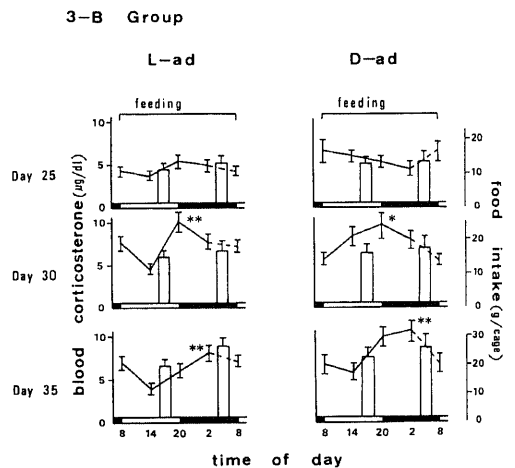 3-B Group
L-ad
D-ad
feeding
feeding
blood corticosterone (μg/dl)
food intake (g/cage)
Day 25
10
5
0
20
10
0
Day 30
10
5
0
**
*
20
10
0
Day 35
10
5
0
**
**
30
20
0
8 14 20 2 8
8 14 20 2 8
time of day